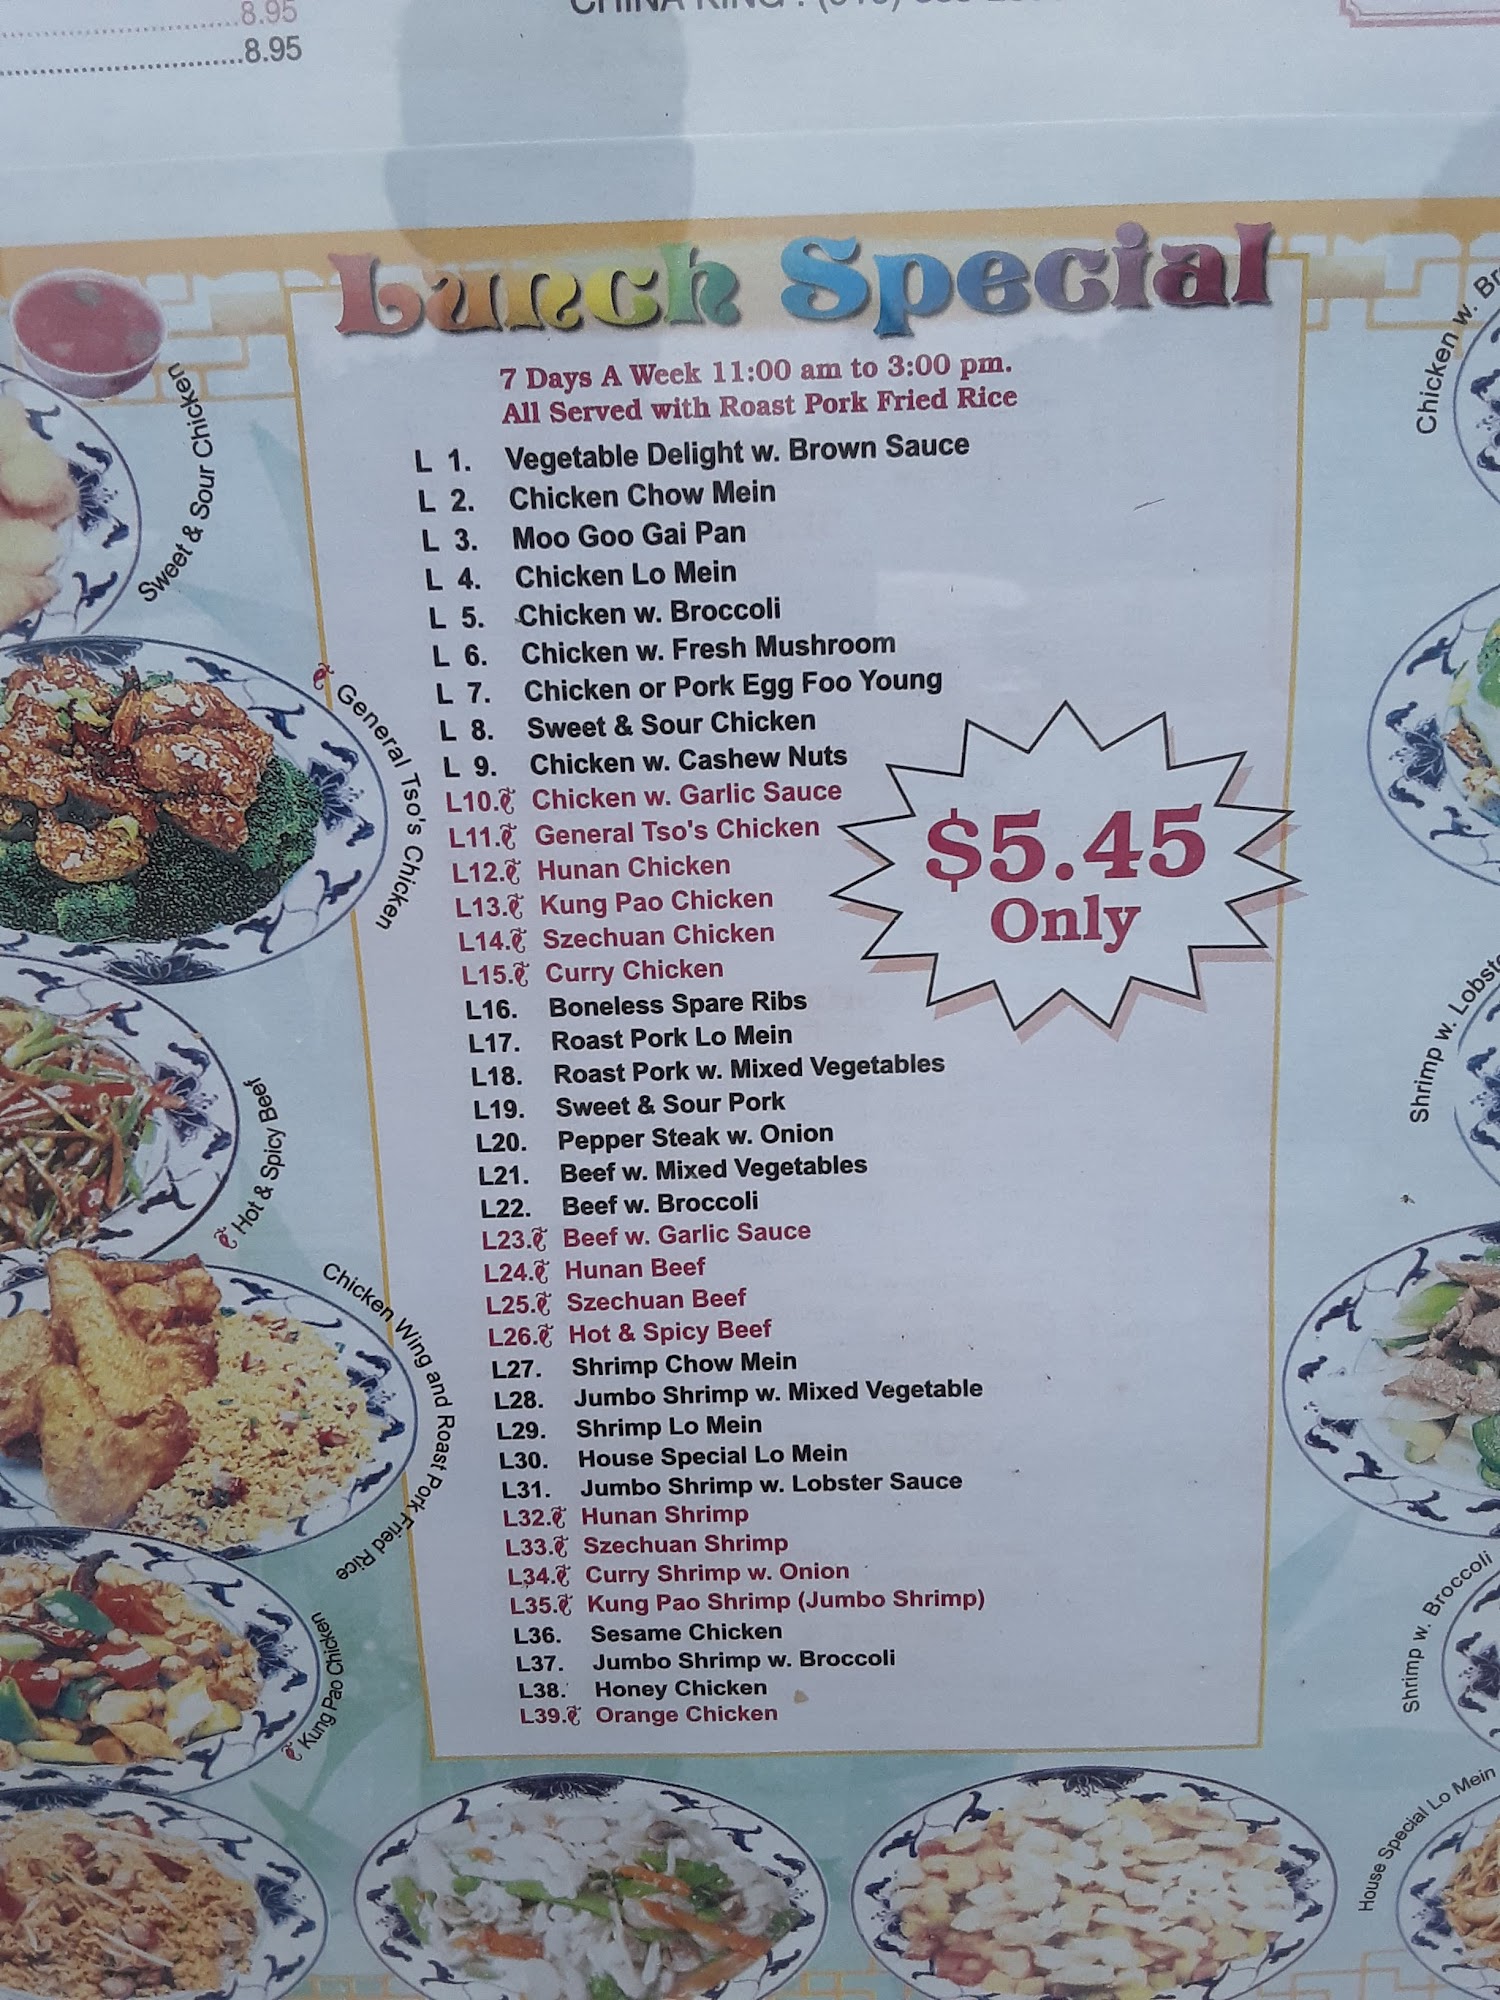 8.95
8.95
CHINA KING
Lunch Special
7 Days A Week 11:00 am to 3:00 pm.
All Served with Roast Pork Fried Rice
L 1. Vegetable Delight w. Brown Sauce
L 2. Chicken Chow Mein
L 3. Moo Goo Gai Pan
L 4. Chicken Lo Mein
L 5. Chicken w. Broccoli
L 6. Chicken w. Fresh Mushroom
L 7. Chicken or Pork Egg Foo Young
L 8. Sweet & Sour Chicken
L 9. Chicken w. Cashew Nuts
L10. Chicken w. Garlic Sauce
L11. General Tso's Chicken
L12. Hunan Chicken
L13. Kung Pao Chicken
L14. Szechuan Chicken
L15. Curry Chicken
L16. Boneless Spare Ribs
L17. Roast Pork Lo Mein
L18. Roast Pork w. Mixed Vegetables
L19. Sweet & Sour Pork
L20. Pepper Steak w. Onion
L21. Beef w. Mixed Vegetables
L22. Beef w. Broccoli
L23. Beef w. Garlic Sauce
L24. Hunan Beef
L25. Szechuan Beef
L26. Hot & Spicy Beef
L27. Shrimp Chow Mein
L28. Jumbo Shrimp w. Mixed Vegetable
L29. Shrimp Lo Mein
L30. House Special Lo Mein
L31. Jumbo Shrimp w. Lobster Sauce
L32. Hunan Shrimp
L33. Szechuan Shrimp
L34. Curry Shrimp w. Onion
L35. Kung Pao Shrimp (Jumbo Shrimp)
L36. Sesame Chicken
L37. Jumbo Shrimp w. Broccoli
L38. Honey Chicken
L39. Orange Chicken
$5.45
Only
Sweet & Sour Chicken
General Tso's Chicken
Hot & Spicy Beef
Chicken Wing and Roast Pork Fried Rice
Kung Pao Chicken
Chicken w.
Shrimp w.
Shrimp w. Broccoli
House Special Lo Mein